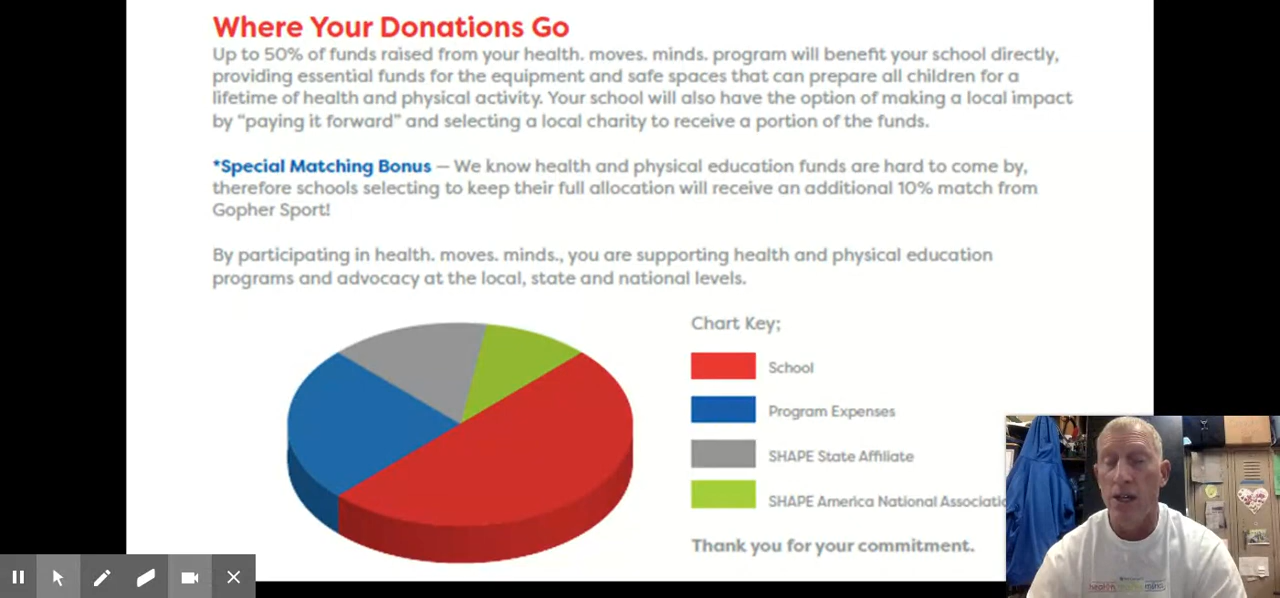 Where Your Donations Go
Up to 50% of funds raised from your health. moves. minds. program will benefit your school directly,
providing essential funds for the equipment and safe spaces that can prepare all children for a
lifetime of health and physical activity. Your school will also have the option of making a local impact
by “paying it forward” and selecting a local charity to receive a portion of the funds.
*Special Matching Bonus — We know health and physical education funds are hard to come by,
therefore schools selecting to keep their full allocation will receive an additional 10% match from
Gopher Sport!
By participating in health. moves. minds., you are supporting health and physical education
programs and advocacy at the local, state and national levels.
Chart Key;
School
Program Expenses
SHAPE State Affiliate
SHAPE America National Associatio
Thank you for your commitment.